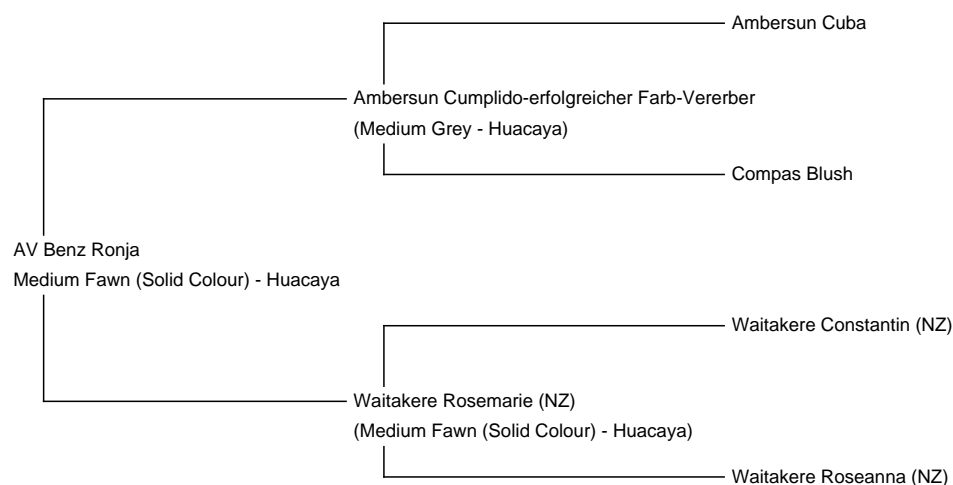 Ambersun Cuba
Ambersun Cumplido-erfolgreicher Farb-Vererber
(Medium Grey - Huacaya)
Compas Blush
AV Benz Ronja
Medium Fawn (Solid Colour) - Huacaya
Waitakere Constantin (NZ)
Waitakere Rosemarie (NZ)
(Medium Fawn (Solid Colour) - Huacaya)
Waitakere Roseanna (NZ)